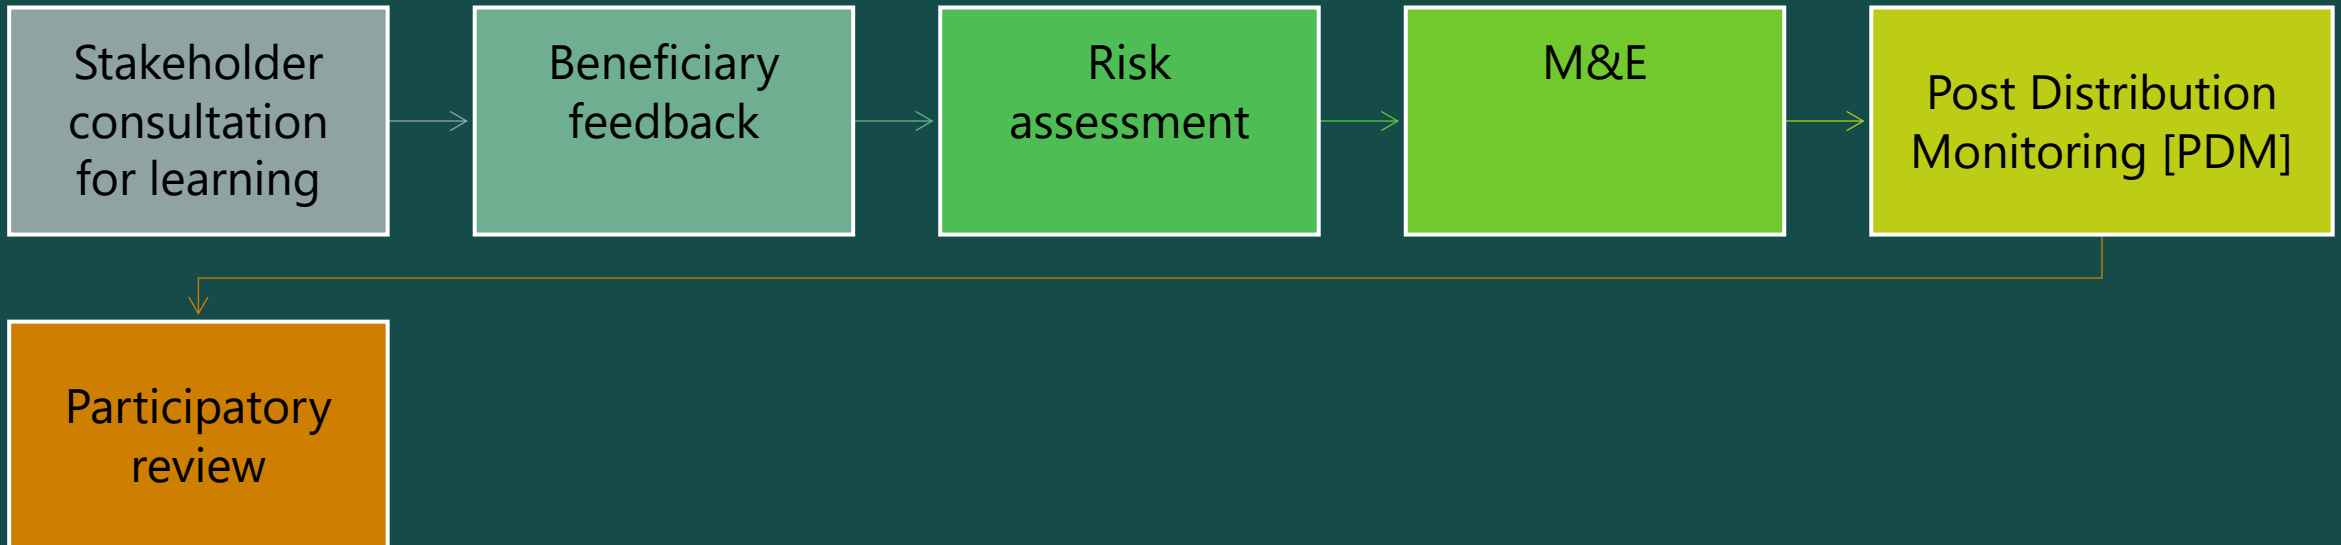 Stakeholder
consultation
for learning
Beneficiary
feedback
Risk
assessment
M&E
Post Distribution
Monitoring [PDM]
Participatory
review